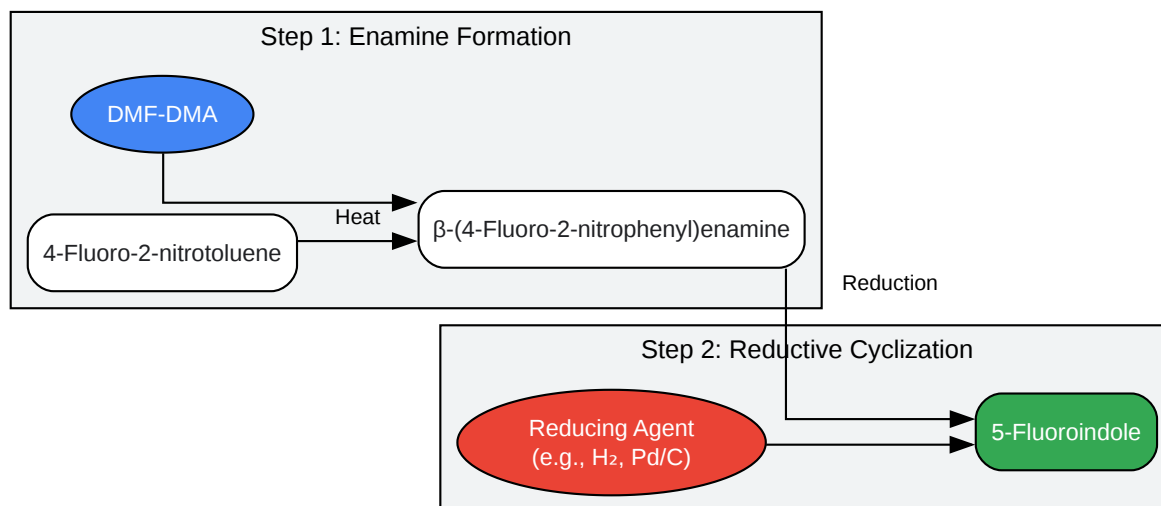 Step 1: Enamine Formation
DMF-DMA
Heat
4-Fluoro-2-nitrotoluene
β-(4-Fluoro-2-nitrophenyl)enamine
Reduction
Step 2: Reductive Cyclization
Reducing Agent
(e.g., H₂, Pd/C)
5-Fluoroindole